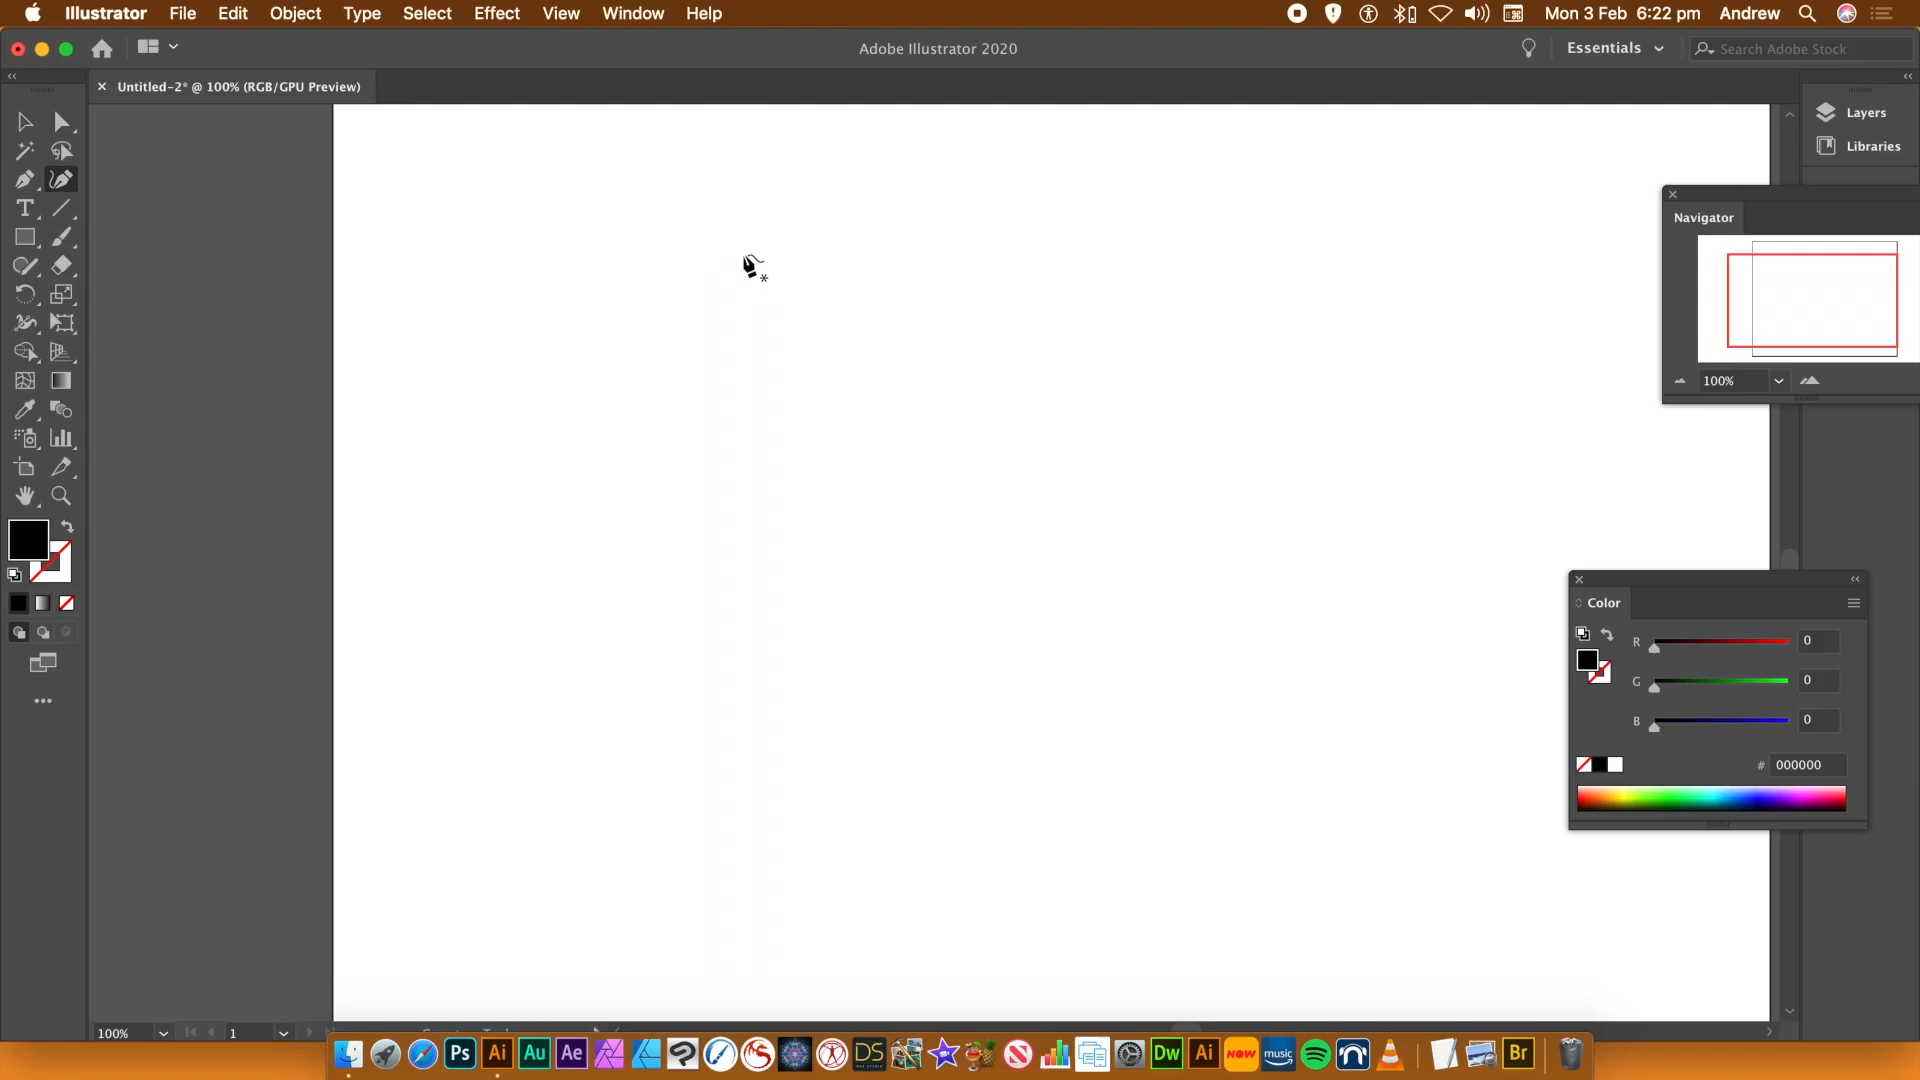 Illustrator File Edit Object Type Select Effect View Window Help
Mon 3 Feb 6:22 pm Andrew
Adobe Illustrator 2020
Essentials
Search Adobe Stock
Untitled-2* @ 100% (RGB/GPU Preview)
Layers
Libraries
Navigator
100%
Color
R 0
G 0
B 0
# 000000
100%
1
Ps Ai Au Ae DS Dw Ai NOW music Br